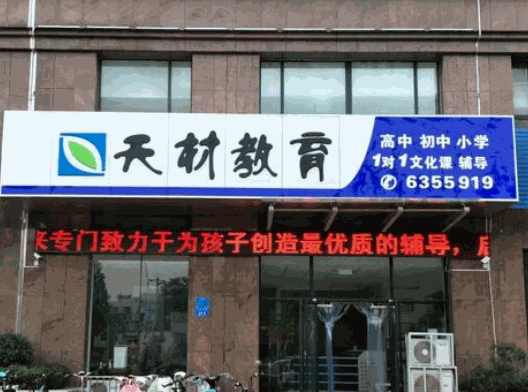 天材教育
高中 初中 小学
1对1文化课 辅导
6355919
来专门致力于为孩子创造最优质的辅导，